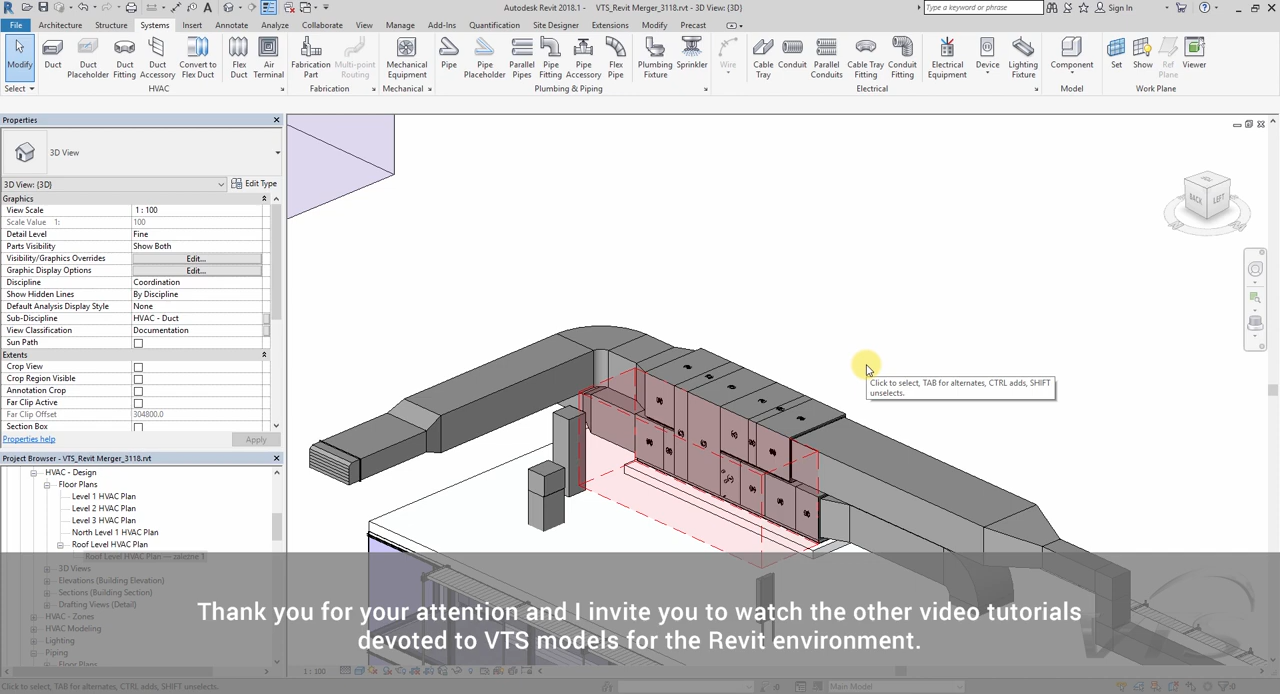 Autodesk Revit 2018.1 - VTS_Revit Merger_3118.rvt - 3D View: {3D}
Type a keyword or phrase
Sign In
File Architecture Structure Systems Insert Annotate Analyze Collaborate View Manage Add-Ins Quantification Site Designer Extensions Modify Precast
Modify
Duct
Duct Placeholder
Duct Fitting
Duct Accessory
Convert to Flex Duct
Flex Duct
Air Terminal
Fabrication Part
Multi-point Routing
Mechanical Equipment
Pipe
Pipe Placeholder
Parallel Pipes
Pipe Fitting
Pipe Accessory
Flex Pipe
Plumbing Fixture
Sprinkler
Wire
Cable Tray
Conduit
Parallel Conduits
Cable Tray Fitting
Conduit Fitting
Electrical Equipment
Device
Lighting Fixture
Component
Set
Show
Ref Plane
Viewer
Select HVAC Fabrication Mechanical Plumbing & Piping Electrical Model Work Plane
Properties
3D View
3D View: {3D} Edit Type
Graphics
View Scale 1 : 100
Scale Value 1: 100
Detail Level Fine
Parts Visibility Show Both
Visibility/Graphics Overrides Edit...
Graphic Display Options Edit...
Discipline Coordination
Show Hidden Lines By Discipline
Default Analysis Display Style None
Sub-Discipline HVAC - Duct
View Classification Documentation
Sun Path
Extents
Crop View
Crop Region Visible
Annotation Crop
Far Clip Active
Far Clip Offset 304800.0
Section Box
Properties help Apply
Project Browser - VTS_Revit Merger_3118.rvt
HVAC - Design
Floor Plans
Level 1 HVAC Plan
Level 2 HVAC Plan
Level 3 HVAC Plan
North Level 1 HVAC Plan
Roof Level HVAC Plan
Roof Level HVAC Plan — zależne 1
3D Views
Elevations (Building Elevation)
Sections (Building Section)
Drafting Views (Detail)
HVAC - Zones
HVAC Modeling
Lighting
Piping
Floor Plans
BACK LEFT
Click to select, TAB for alternates, CTRL adds, SHIFT
unselects.
Thank you for your attention and I invite you to watch the other video tutorials
devoted to VTS models for the Revit environment.
1 : 100
Click to select, TAB for alternates, CTRL adds, SHIFT unselects.
Main Model